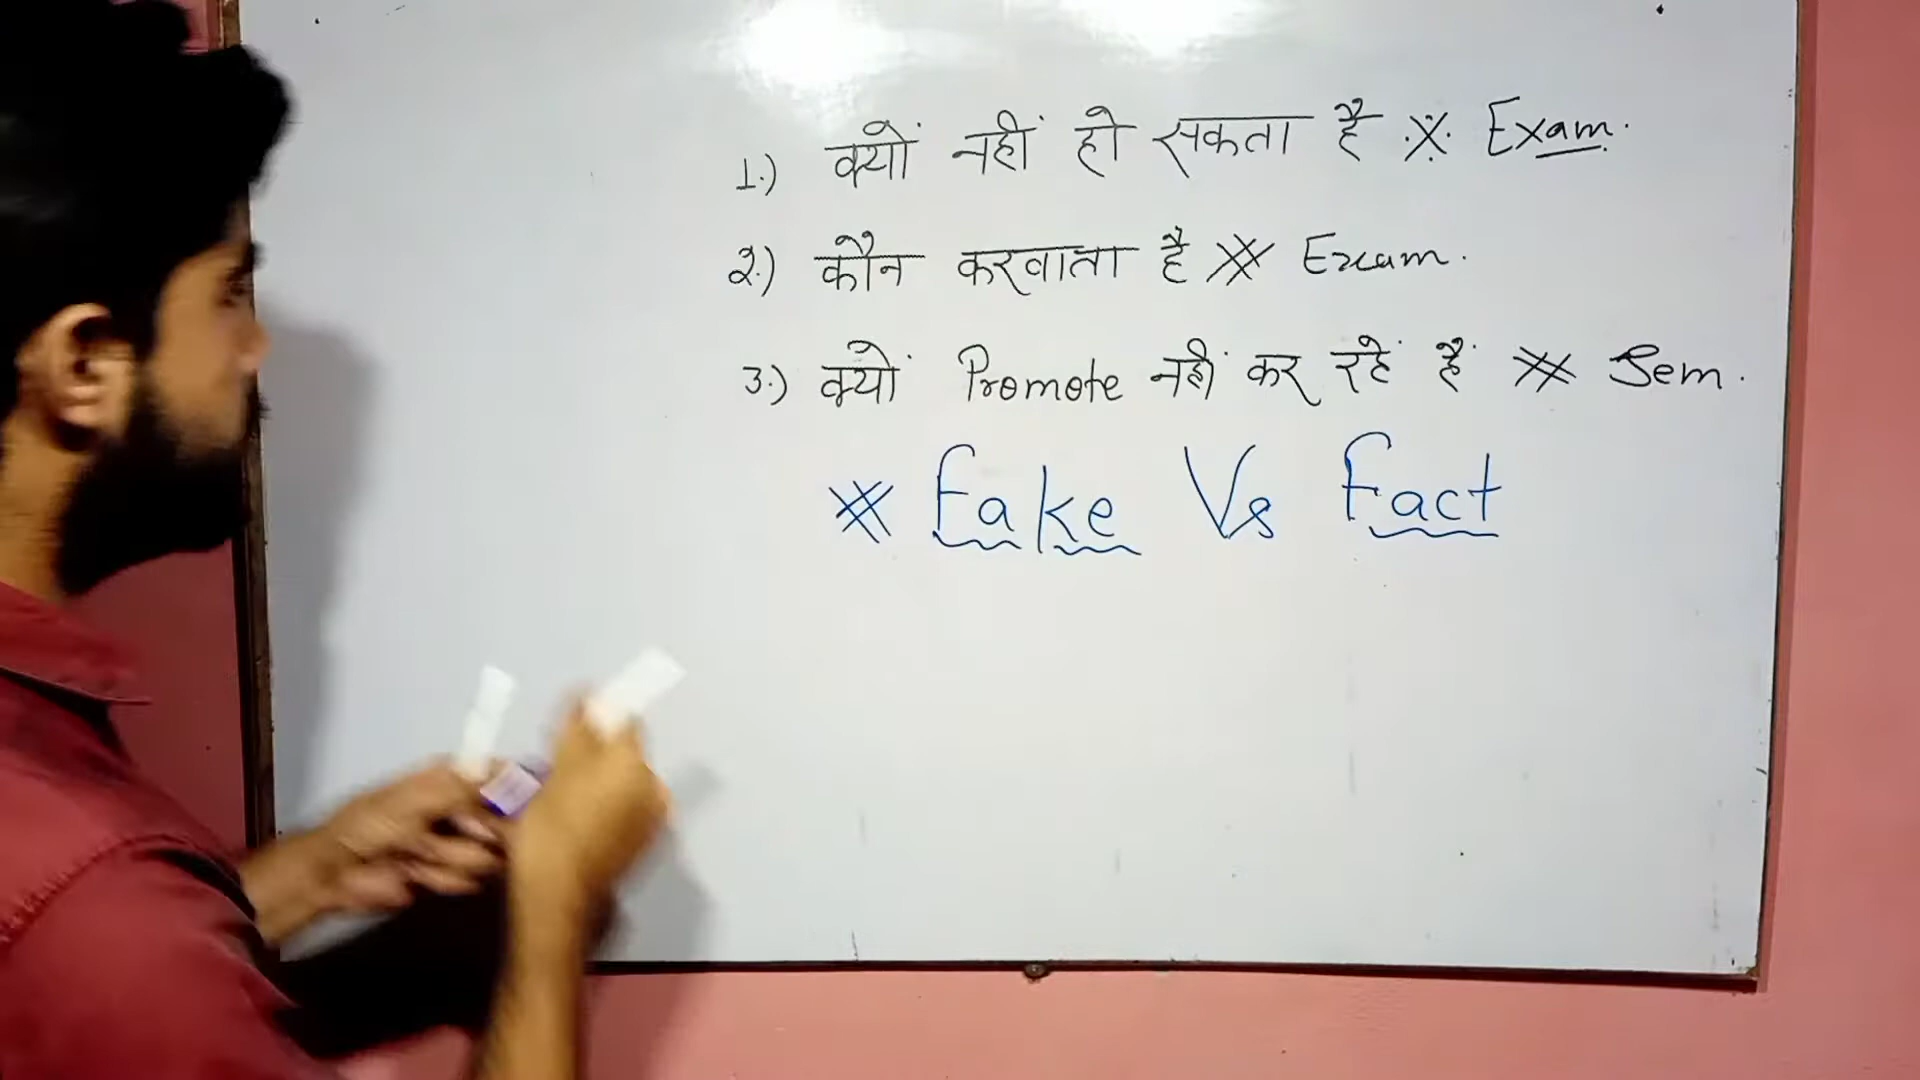 1.) क्यों नहीं हो सकता है ※ Exam.
2.) कौन करवाता है # Exam.
3.) क्यों Promote नहीं कर रहें हैं # Sem.
# Fake Vs Fact